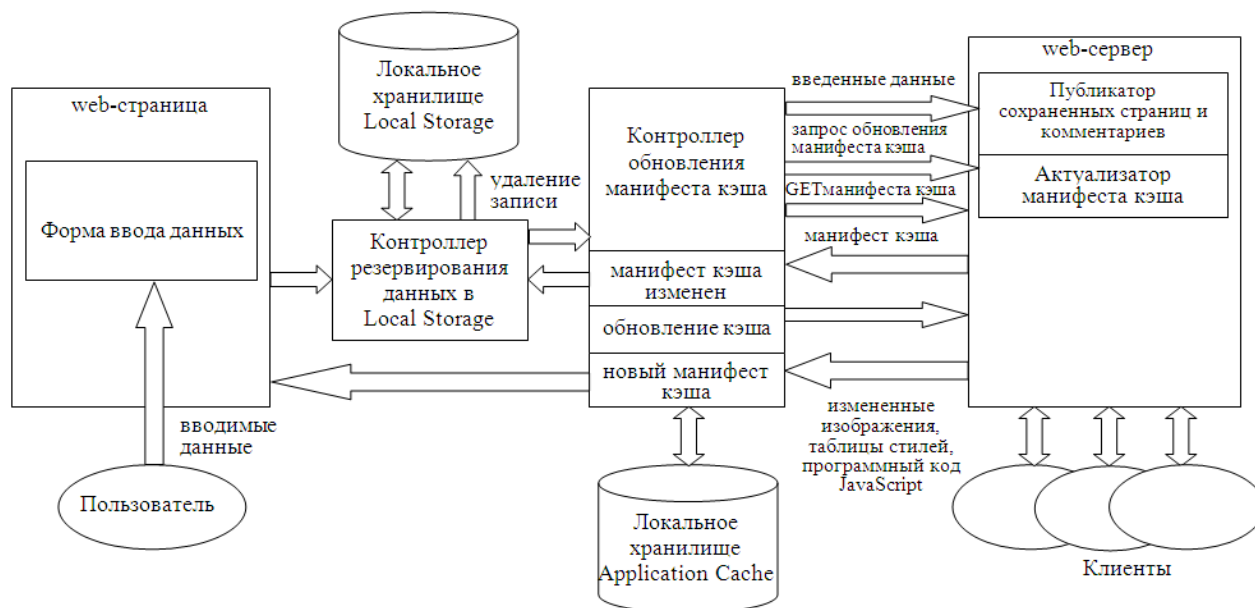 web-страница
Форма ввода данных
вводимые
данные
Пользователь
Локальное
хранилище
Local Storage
удаление
записи
Контроллер
резервирования
данных в
Local Storage
Контроллер
обновления
манифеста кэша
манифест кэша
изменен
обновление кэша
новый манифест
кэша
Локальное
хранилище
Application Cache
введенные данные
запрос обновления
манифеста кэша
GETманифеста кэша
манифест кэша
измененные
изображения,
таблицы стилей,
программный код
JavaScript
web-сервер
Публикатор
сохраненных страниц и
комментариев
Актуализатор
манифеста кэша
Клиенты